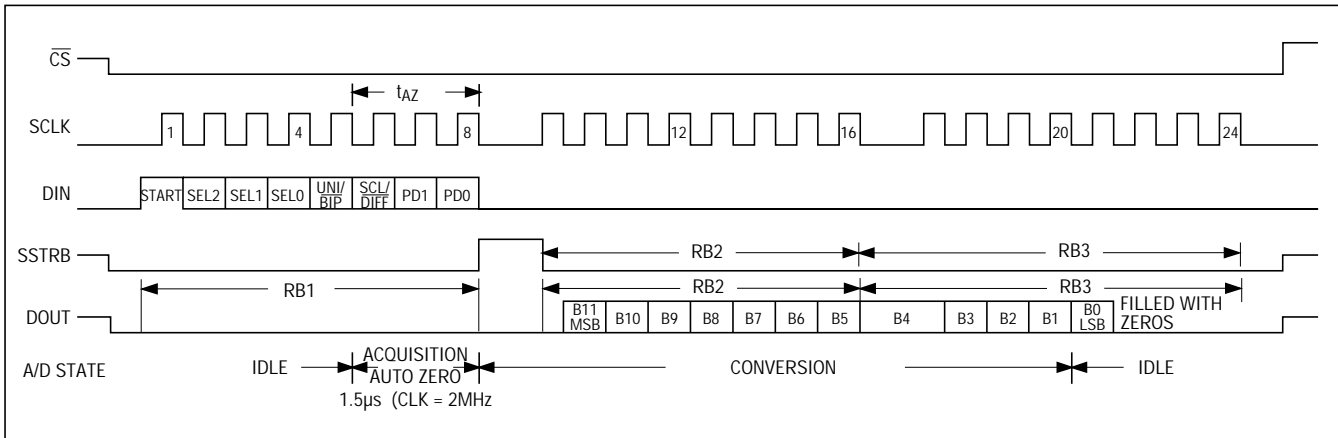 CS
tAZ
SCLK 1 4 8 12 16 20 24
DIN START SEL2 SEL1 SEL0 UNI/BIP SCL/DIFF PD1 PD0
SSTRB RB2 RB3
RB1 RB2 RB3
DOUT B11 MSB B10 B9 B8 B7 B6 B5 B4 B3 B2 B1 B0 LSB FILLED WITH ZEROS
A/D STATE IDLE ACQUISITION AUTO ZERO CONVERSION IDLE
1.5µs (CLK = 2MHz